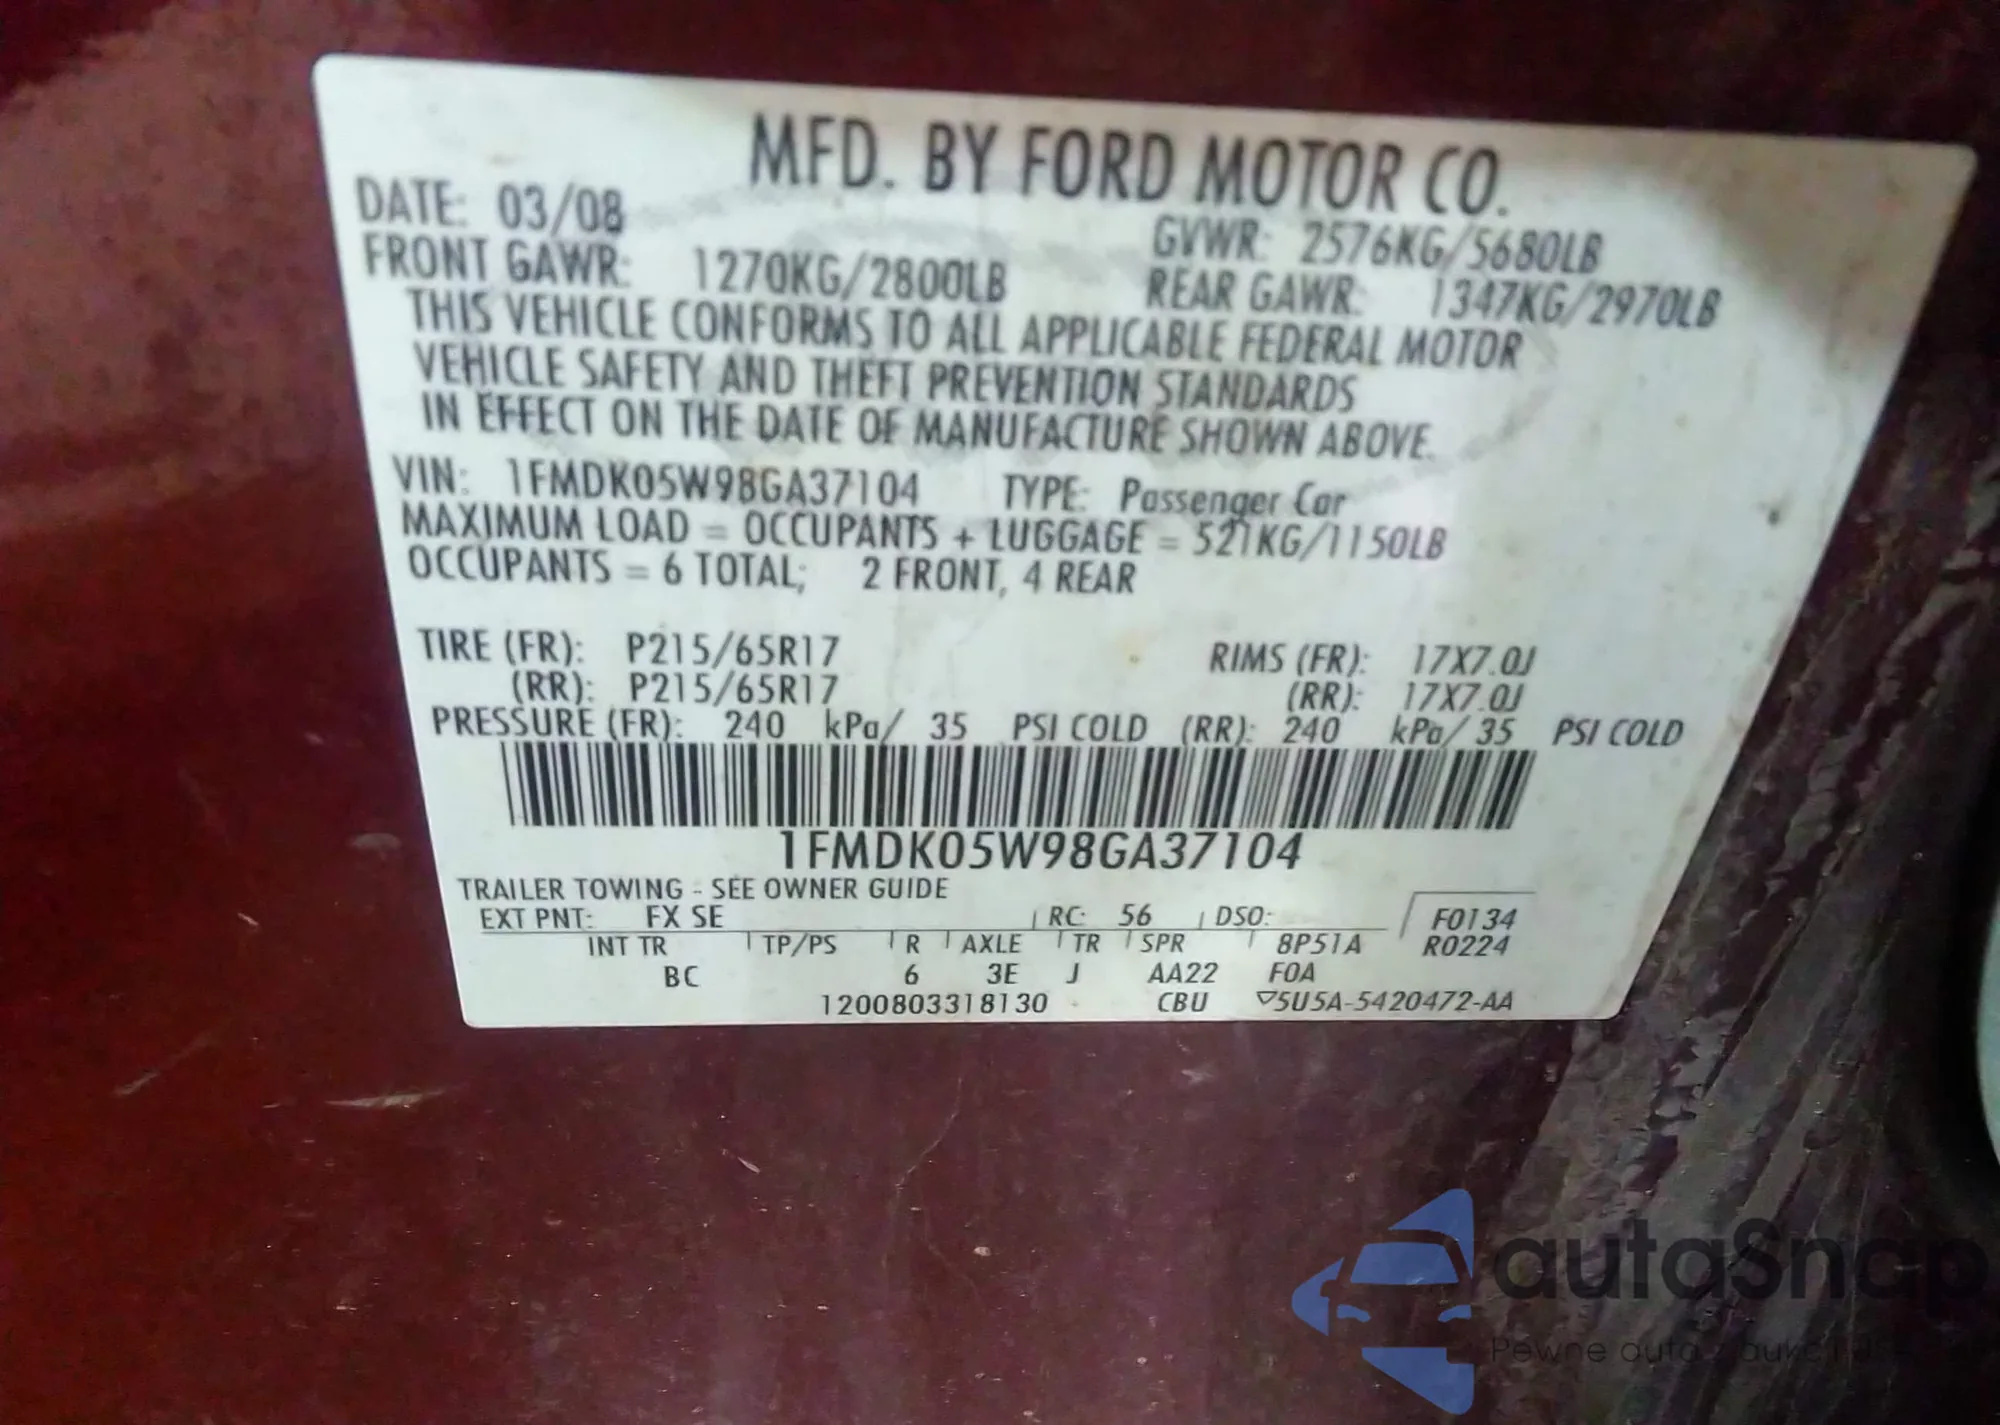 MFD. BY FORD MOTOR CO.
DATE: 03/08 GVWR: 2576KG/5680LB
FRONT GAWR: 1270KG/2800LB REAR GAWR: 1347KG/2970LB
THIS VEHICLE CONFORMS TO ALL APPLICABLE FEDERAL MOTOR
VEHICLE SAFETY AND THEFT PREVENTION STANDARDS
IN EFFECT ON THE DATE OF MANUFACTURE SHOWN ABOVE.
VIN: 1FMDK05W98GA37104 TYPE: Passenger Car
MAXIMUM LOAD = OCCUPANTS + LUGGAGE = 521KG/1150LB
OCCUPANTS = 6 TOTAL; 2 FRONT, 4 REAR
TIRE (FR): P215/65R17 RIMS (FR): 17X7.0J
(RR): P215/65R17 (RR): 17X7.0J
PRESSURE (FR): 240 kPa/ 35 PSI COLD (RR): 240 kPa/ 35 PSI COLD
1FMDK05W98GA37104
TRAILER TOWING - SEE OWNER GUIDE
EXT PNT: FX SE RC: 56 DSO: F0134
INT TR TP/PS R AXLE TR SPR 8P51A R0224
BC 6 3E J AA22 F0A
1200803318130 CBU ▽5U5A-5420472-AA
autaSnap
Pewne auta